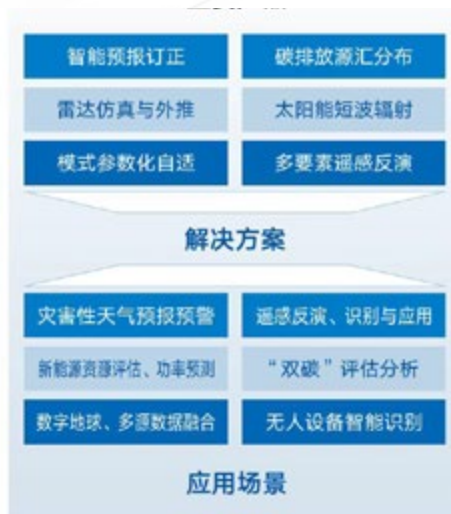 智能预报订正 碳排放源汇分布
雷达仿真与外推 太阳能短波辐射
模式参数化自适 多要素遥感反演
解决方案
灾害性天气预报预警 遥感反演、识别与应用
新能源资源评估、功率预测 “双碳”评估分析
数字地球、多源数据融合 无人设备智能识别
应用场景